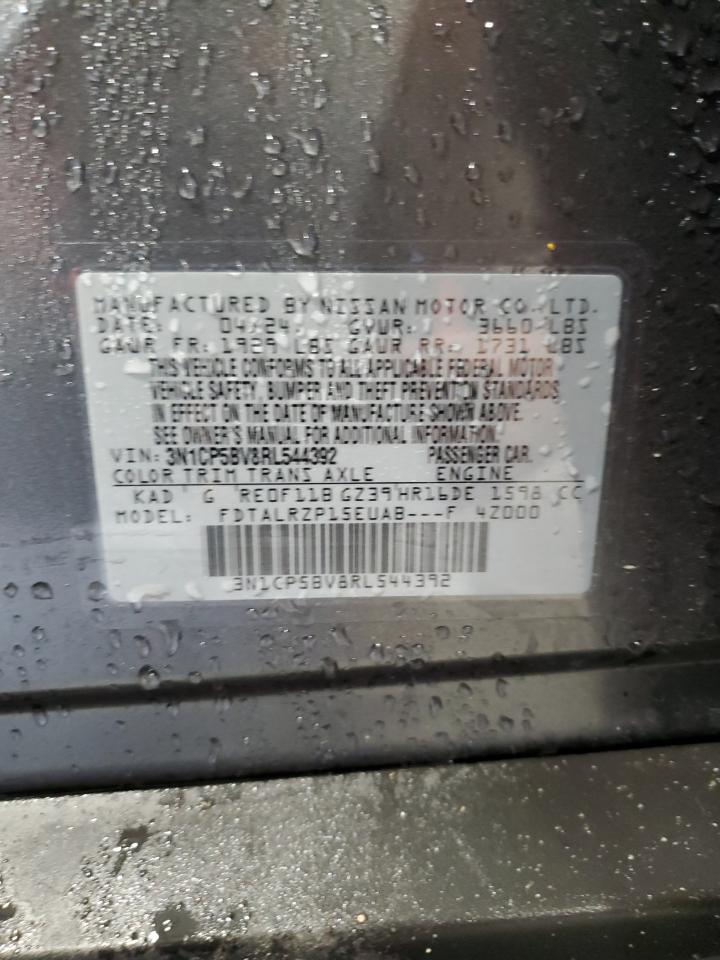 MANUFACTURED BY NISSAN MOTOR CO., LTD.
DATE: 04/24 GVWR: 3660 LBS
GAWR FR: 1929 LBS GAWR RR: 1731 LBS
THIS VEHICLE CONFORMS TO ALL APPLICABLE FEDERAL MOTOR
VEHICLE SAFETY, BUMPER AND THEFT PREVENTION STANDARDS
IN EFFECT ON THE DATE OF MANUFACTURE SHOWN ABOVE.
SEE OWNER'S MANUAL FOR ADDITIONAL INFORMATION.
VIN: 3N1CP5BV8RL544392 PASSENGER CAR.
COLOR TRIM TRANS AXLE ENGINE
KAD G RE0F11B GZ39 HR16DE 1598 CC
MODEL: FDTALRZP15EUAB---F 4Z000
3N1CP5BV8RL544392